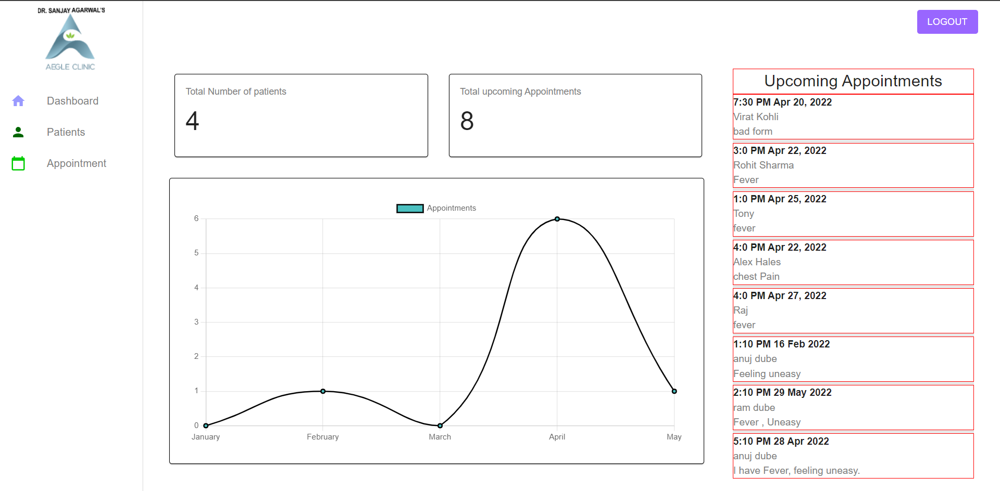 DR. SANJAY AGARWAL'S
AEGLE CLINIC
Dashboard
Patients
Appointment
LOGOUT
Total Number of patients
4
Total upcoming Appointments
8
Appointments
6
5
4
3
2
1
0
January February March April May
Upcoming Appointments
7:30 PM Apr 20, 2022
Virat Kohli
bad form
3:0 PM Apr 22, 2022
Rohit Sharma
Fever
1:0 PM Apr 25, 2022
Tony
fever
4:0 PM Apr 22, 2022
Alex Hales
chest Pain
4:0 PM Apr 27, 2022
Raj
fever
1:10 PM 16 Feb 2022
anuj dube
Feeling uneasy
2:10 PM 29 May 2022
ram dube
Fever , Uneasy
5:10 PM 28 Apr 2022
anuj dube
I have Fever, feeling uneasy.